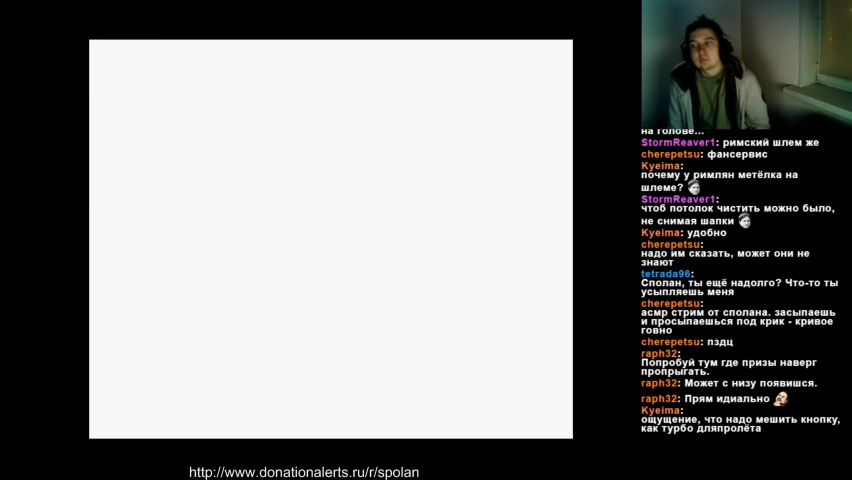 на голове...
StormReaver1: римский шлем же
cherepetsu: фансервис
Kyeima:
почему у римлян метёлка на
шлеме?
StormReaver1:
чтоб потолок чистить можно было,
не снимая шапки
Kyeima: удобно
cherepetsu:
надо им сказать, может они не
знают
tetrada96:
Сполан, ты ещё надолго? Что-то ты
усыпляешь меня
cherepetsu:
асмр стрим от сполана. засыпаешь
и просыпаешься под крик - кривое
говно
cherepetsu: пздц
raph32:
Попробуй тум где призы наверг
пропрыгать.
raph32: Может с низу появишся.
raph32: Прям идиально
Kyeima:
ощущение, что надо мешить кнопку,
как турбо дляпролёта
http://www.donationalerts.ru/r/spolan